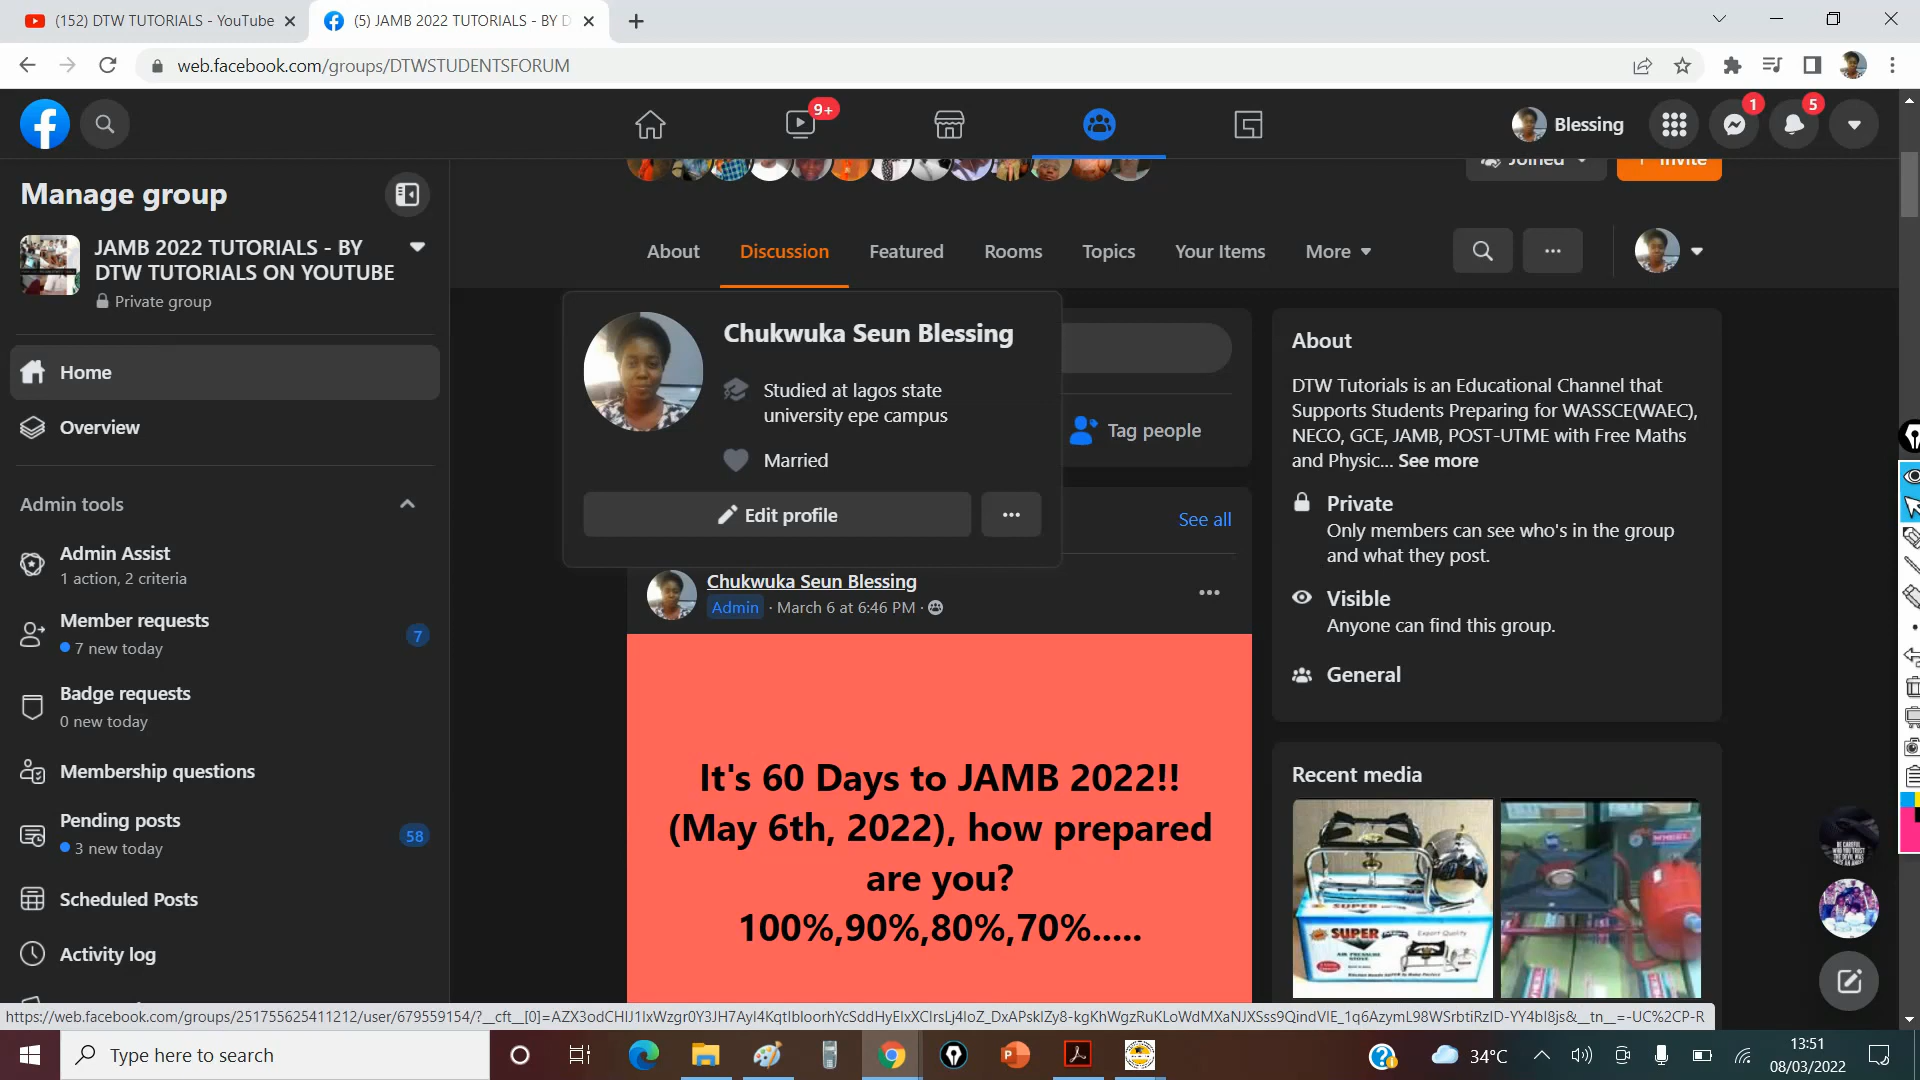 (152) DTW TUTORIALS - YouTube
(5) JAMB 2022 TUTORIALS - BY D
web.facebook.com/groups/DTWSTUDENTSFORUM
9+
Blessing
1
5
Manage group
JAMB 2022 TUTORIALS - BY
DTW TUTORIALS ON YOUTUBE
Private group
Home
Overview
Admin tools
Admin Assist
1 action, 2 criteria
Member requests
7 new today
7
Badge requests
0 new today
Membership questions
Pending posts
3 new today
58
Scheduled Posts
Activity log
Joined
+ Invite
About
Discussion
Featured
Rooms
Topics
Your Items
More
Chukwuka Seun Blessing
Studied at lagos state
university epe campus
Married
Edit profile
Tag people
See all
Chukwuka Seun Blessing
Admin · March 6 at 6:46 PM ·
It's 60 Days to JAMB 2022!!
(May 6th, 2022), how prepared
are you?
100%,90%,80%,70%.....
About
DTW Tutorials is an Educational Channel that
Supports Students Preparing for WASSCE(WAEC),
NECO, GCE, JAMB, POST-UTME with Free Maths
and Physic... See more
Private
Only members can see who's in the group
and what they post.
Visible
Anyone can find this group.
General
Recent media
SUPER
Export Quality
SUPER
AIR PRESSURE
STOVE
Type here to search
34°C
13:51
08/03/2022